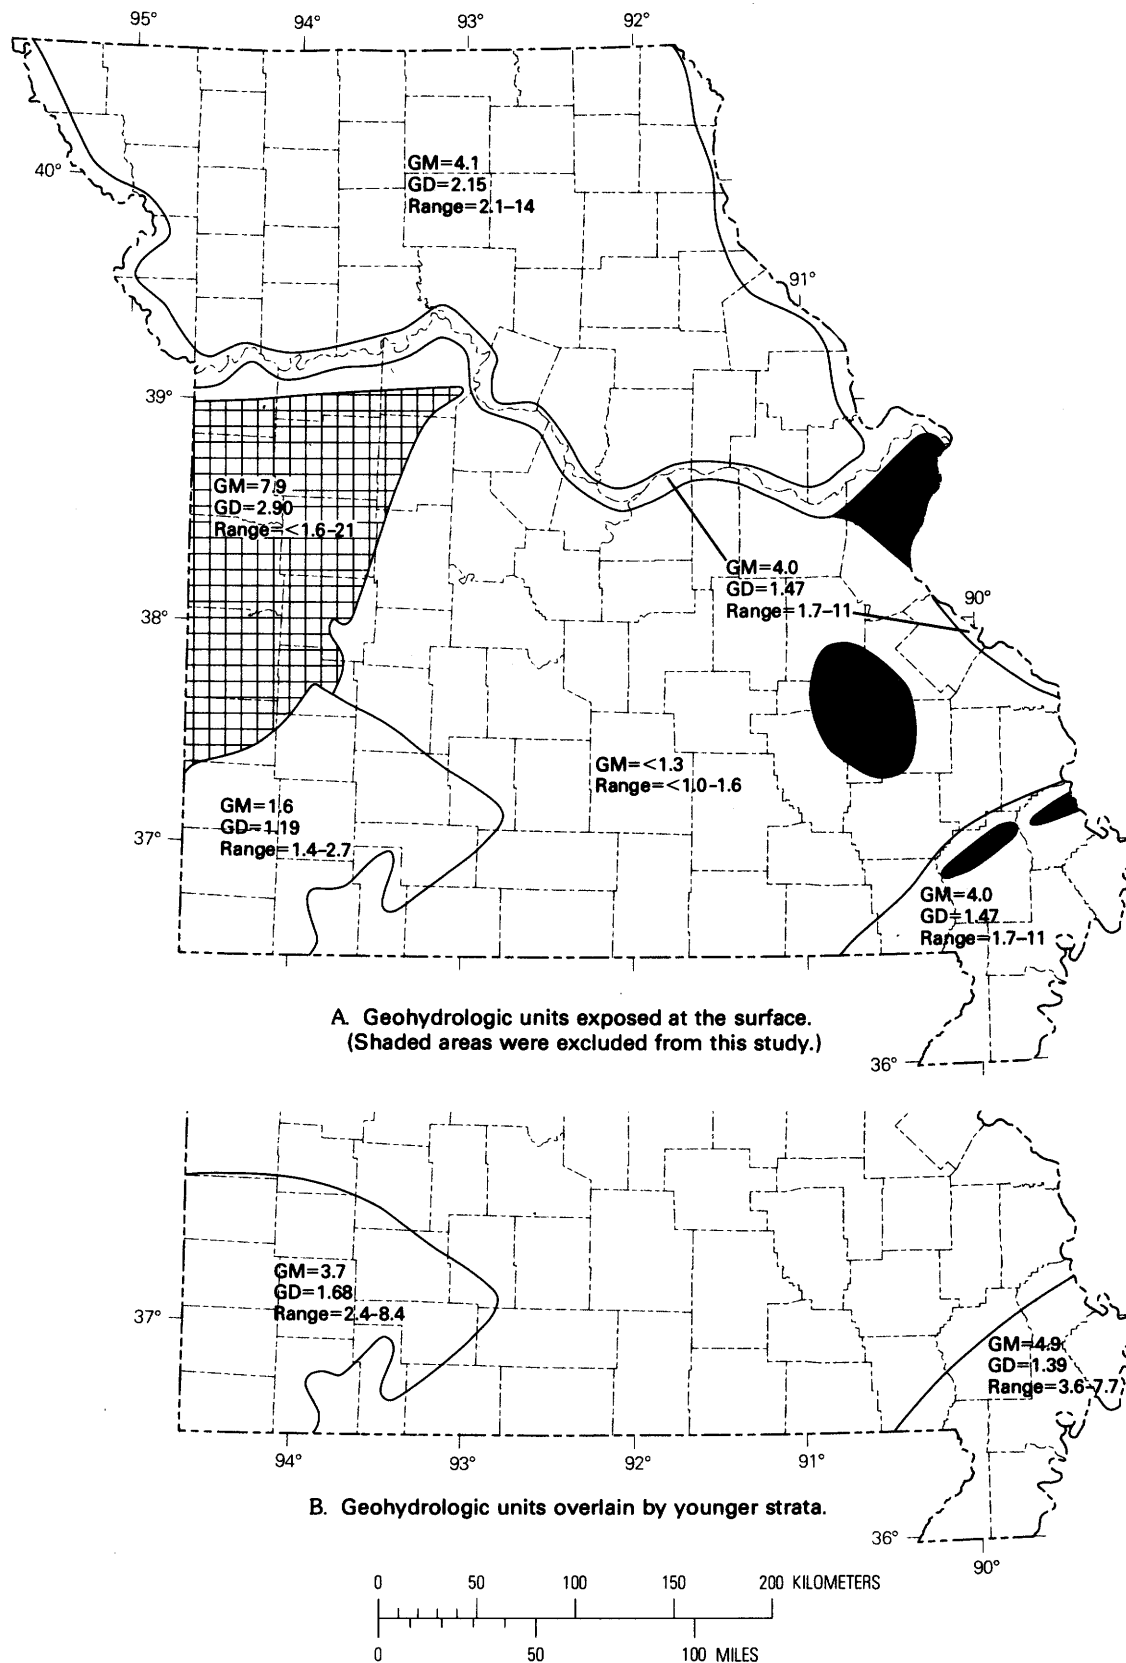 95° 94° 93° 92°
40°
GM=4.1
GD=2.15
Range=2.1–14
91°
39°
GM=7.9
GD=2.90
Range=<1.6–21
GM=4.0
GD=1.47
Range=1.7–11
90°
38°
GM=<1.3
Range=<1.0–1.6
GM=1.6
GD=1.19
Range=1.4–2.7
37°
GM=4.0
GD=1.47
Range=1.7–11
A. Geohydrologic units exposed at the surface.
(Shaded areas were excluded from this study.)
36°
GM=3.7
GD=1.68
Range=2.4–8.4
37°
GM=4.9
GD=1.39
Range=3.6–7.7
94° 93° 92° 91°
B. Geohydrologic units overlain by younger strata.
36°
90°
0 50 100 150 200 KILOMETERS
0 50 100 MILES